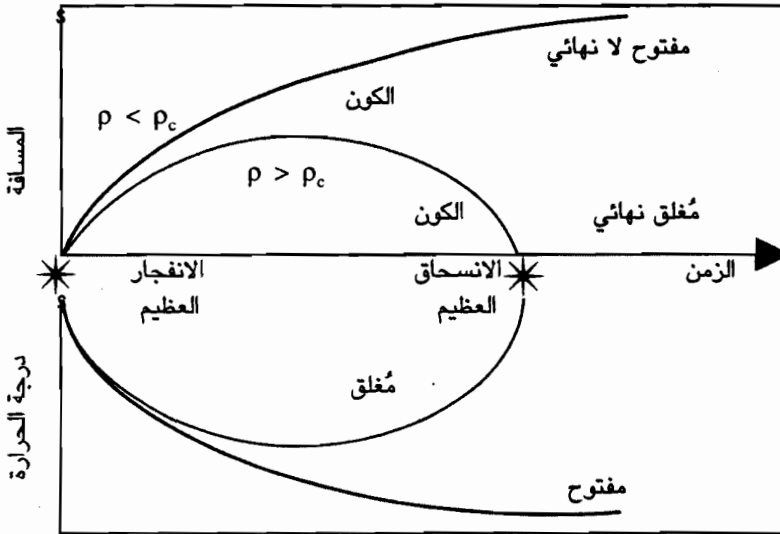 مفتوح لا نهائي
الكون
ρ < ρc
ρ > ρc
المسافة
الكون
مُغلق نهائي
الانفجار
العظيم
الانسحاق
العظيم
الزمن
مُغلق
درجة الحرارة
مفتوح